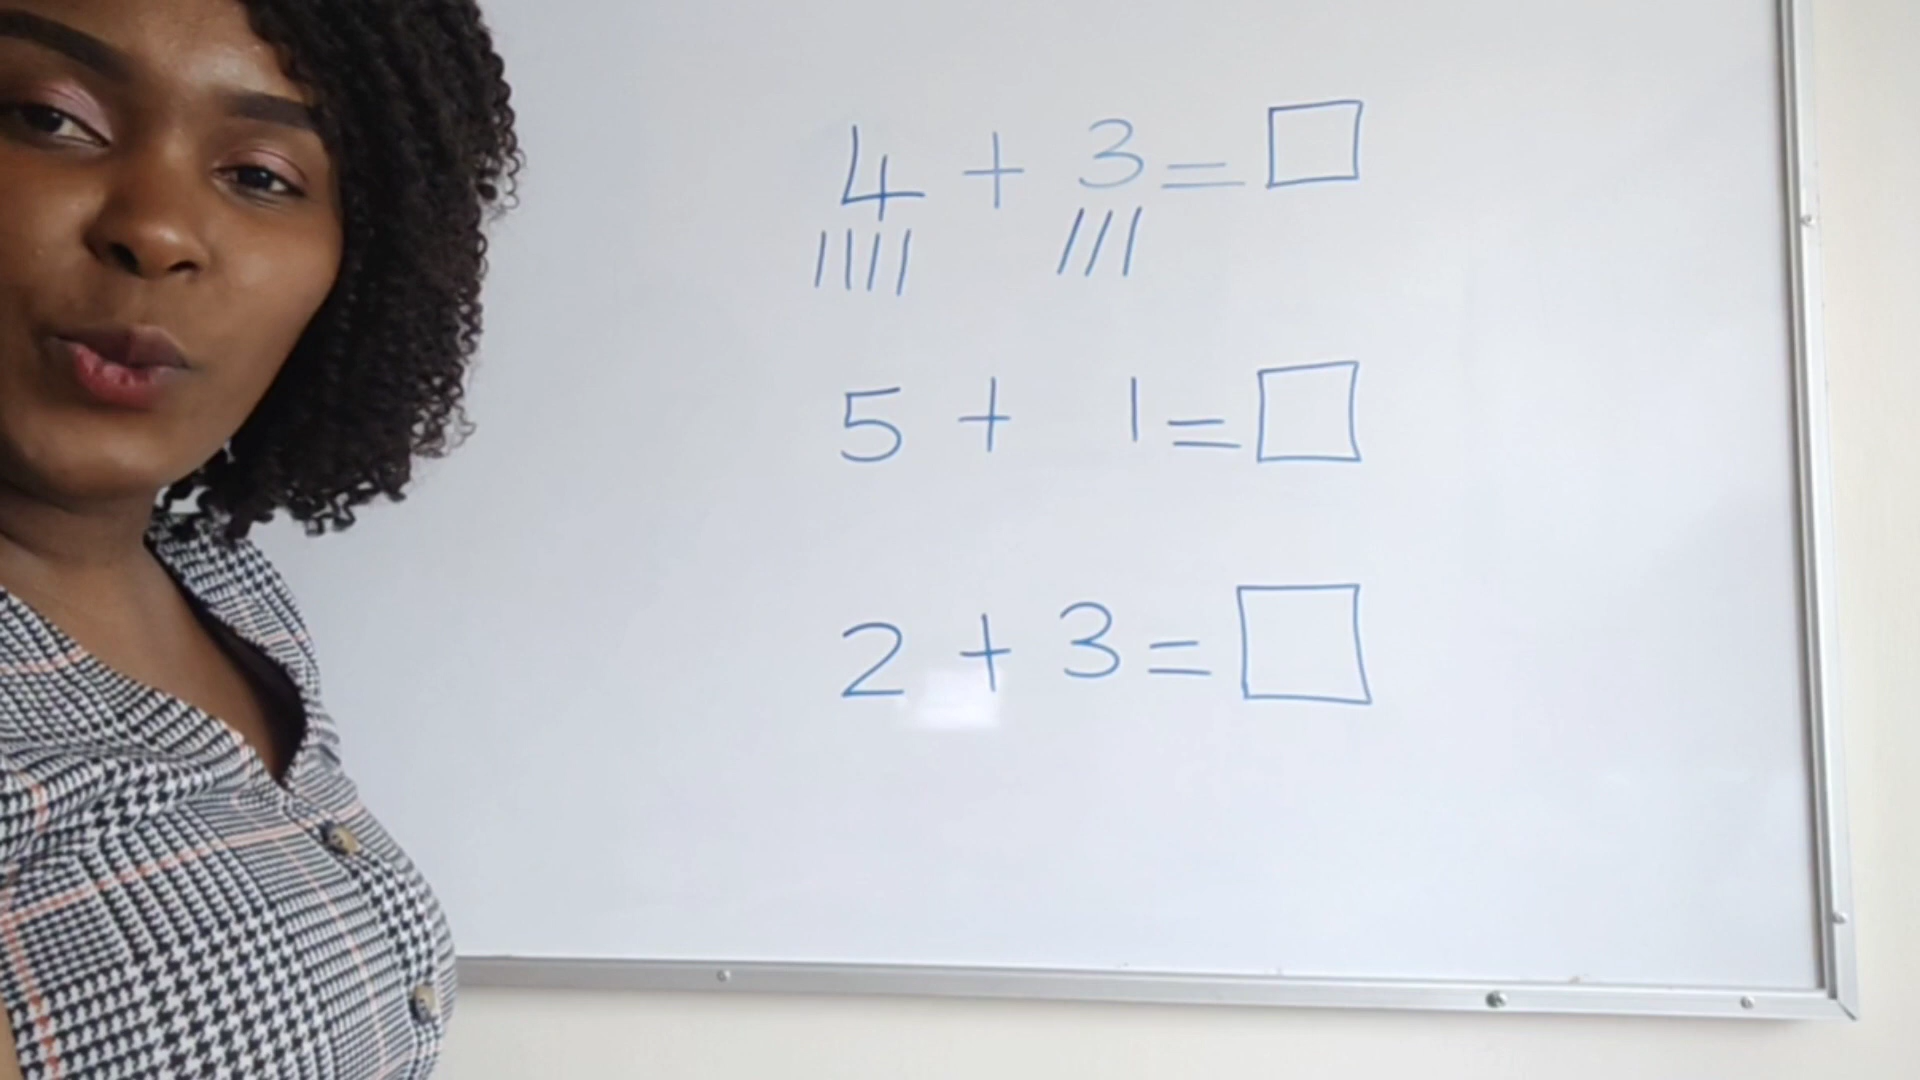 4 + 3 = □
|||| |||
5 + 1 = □
2 + 3 = □